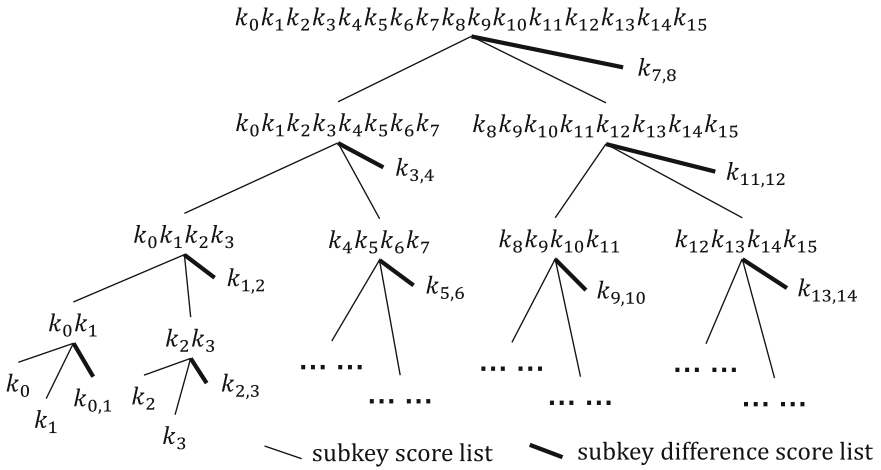 k₀k₁k₂k₃k₄k₅k₆k₇k₈k₉k₁₀k₁₁k₁₂k₁₃k₁₄k₁₅
k₇,₈
k₀k₁k₂k₃k₄k₅k₆k₇ k₈k₉k₁₀k₁₁k₁₂k₁₃k₁₄k₁₅
k₃,₄ k₁₁,₁₂
k₀k₁k₂k₃ k₄k₅k₆k₇ k₈k₉k₁₀k₁₁ k₁₂k₁₃k₁₄k₁₅
k₁,₂ k₅,₆ k₉,₁₀ k₁₃,₁₄
k₀k₁ k₂k₃
... ... ... ... ... ...
k₀ k₁ k₀,₁ k₂ k₃ k₂,₃
... ... ... ... ... ...
subkey score list subkey difference score list